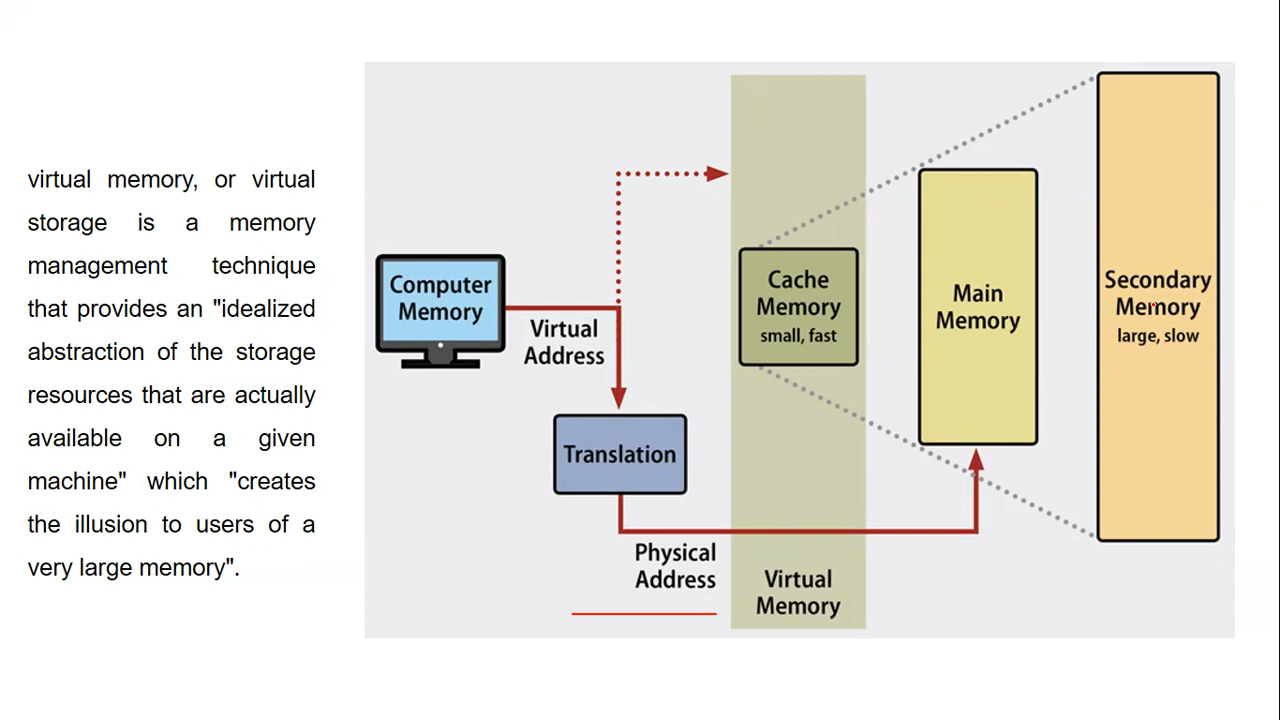 virtual memory, or virtual
storage is a memory
management technique
that provides an "idealized
abstraction of the storage
resources that are actually
available on a given
machine" which "creates
the illusion to users of a
very large memory".
Computer
Memory
Virtual
Address
Translation
Physical
Address
Cache
Memory
small, fast
Virtual
Memory
Main
Memory
Secondary
Memory
large, slow